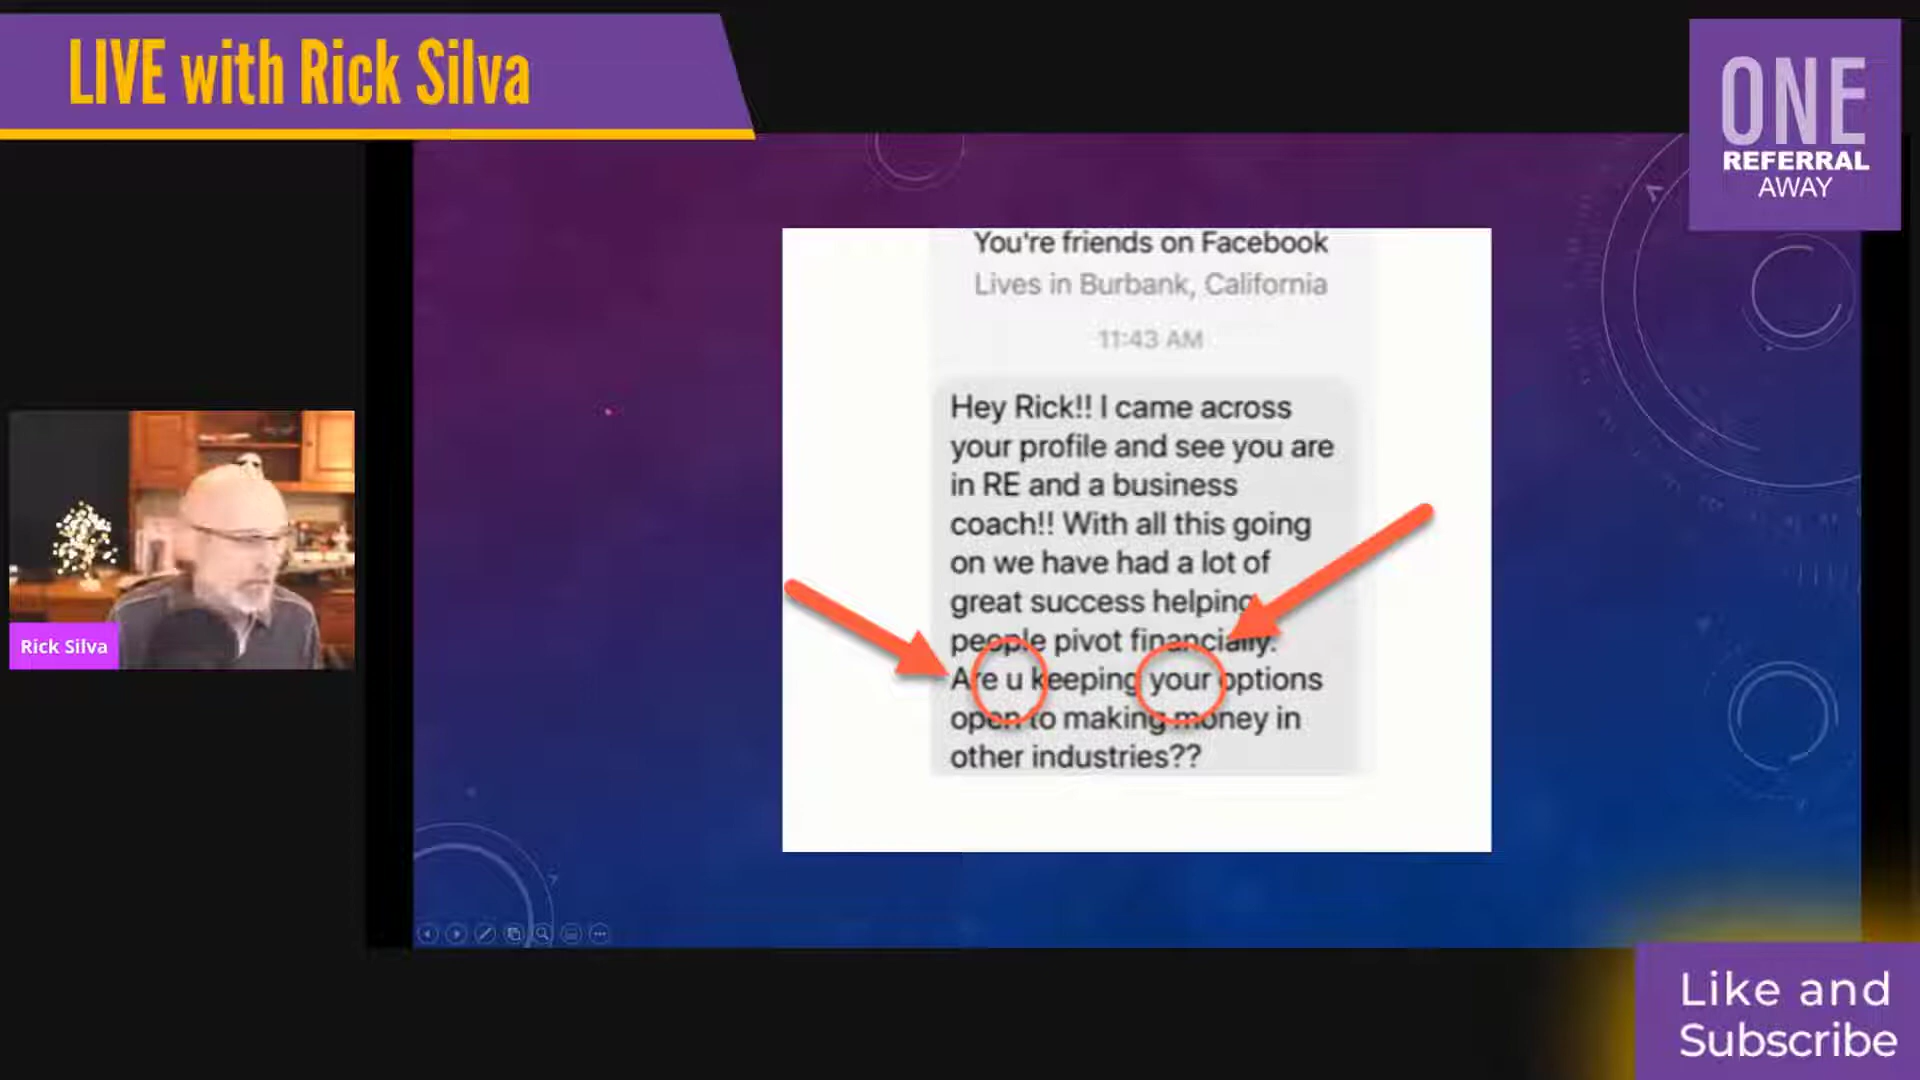 LIVE with Rick Silva
ONE
REFERRAL
AWAY
You're friends on Facebook
Lives in Burbank, California
11:43 AM
Hey Rick!! I came across
your profile and see you are
in RE and a business
coach!! With all this going
on we have had a lot of
great success helping
people pivot financially.
Are u keeping your options
open to making money in
other industries??
Rick Silva
Like and
Subscribe